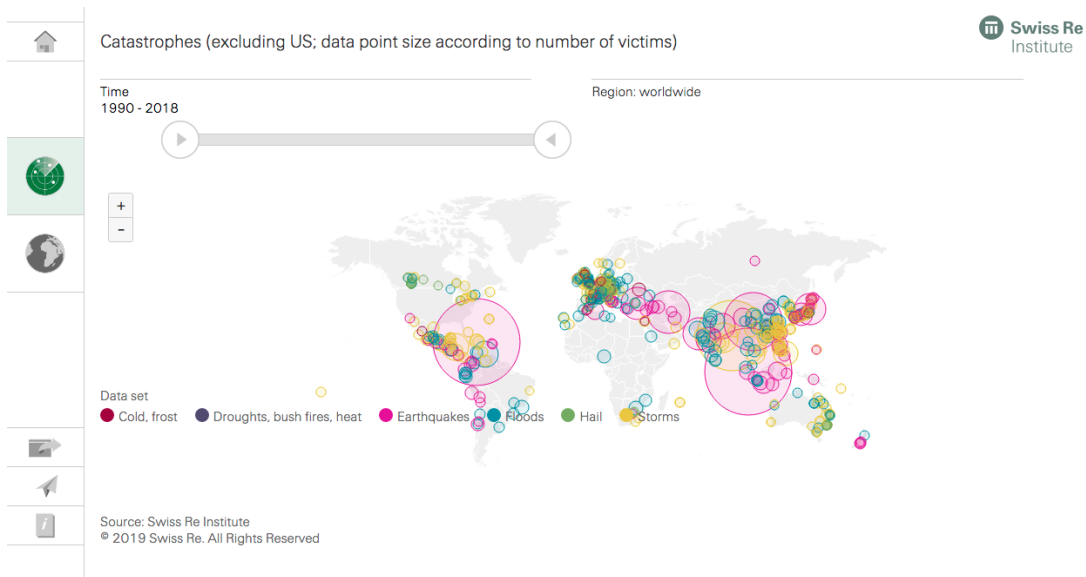 Swiss Re
Institute
Catastrophes (excluding US; data point size according to number of victims)
Time
1990 - 2018
Region: worldwide
+
-
Data set
Cold, frost
Droughts, bush fires, heat
Earthquakes
Floods
Hail
Storms
i
Source: Swiss Re Institute
© 2019 Swiss Re. All Rights Reserved